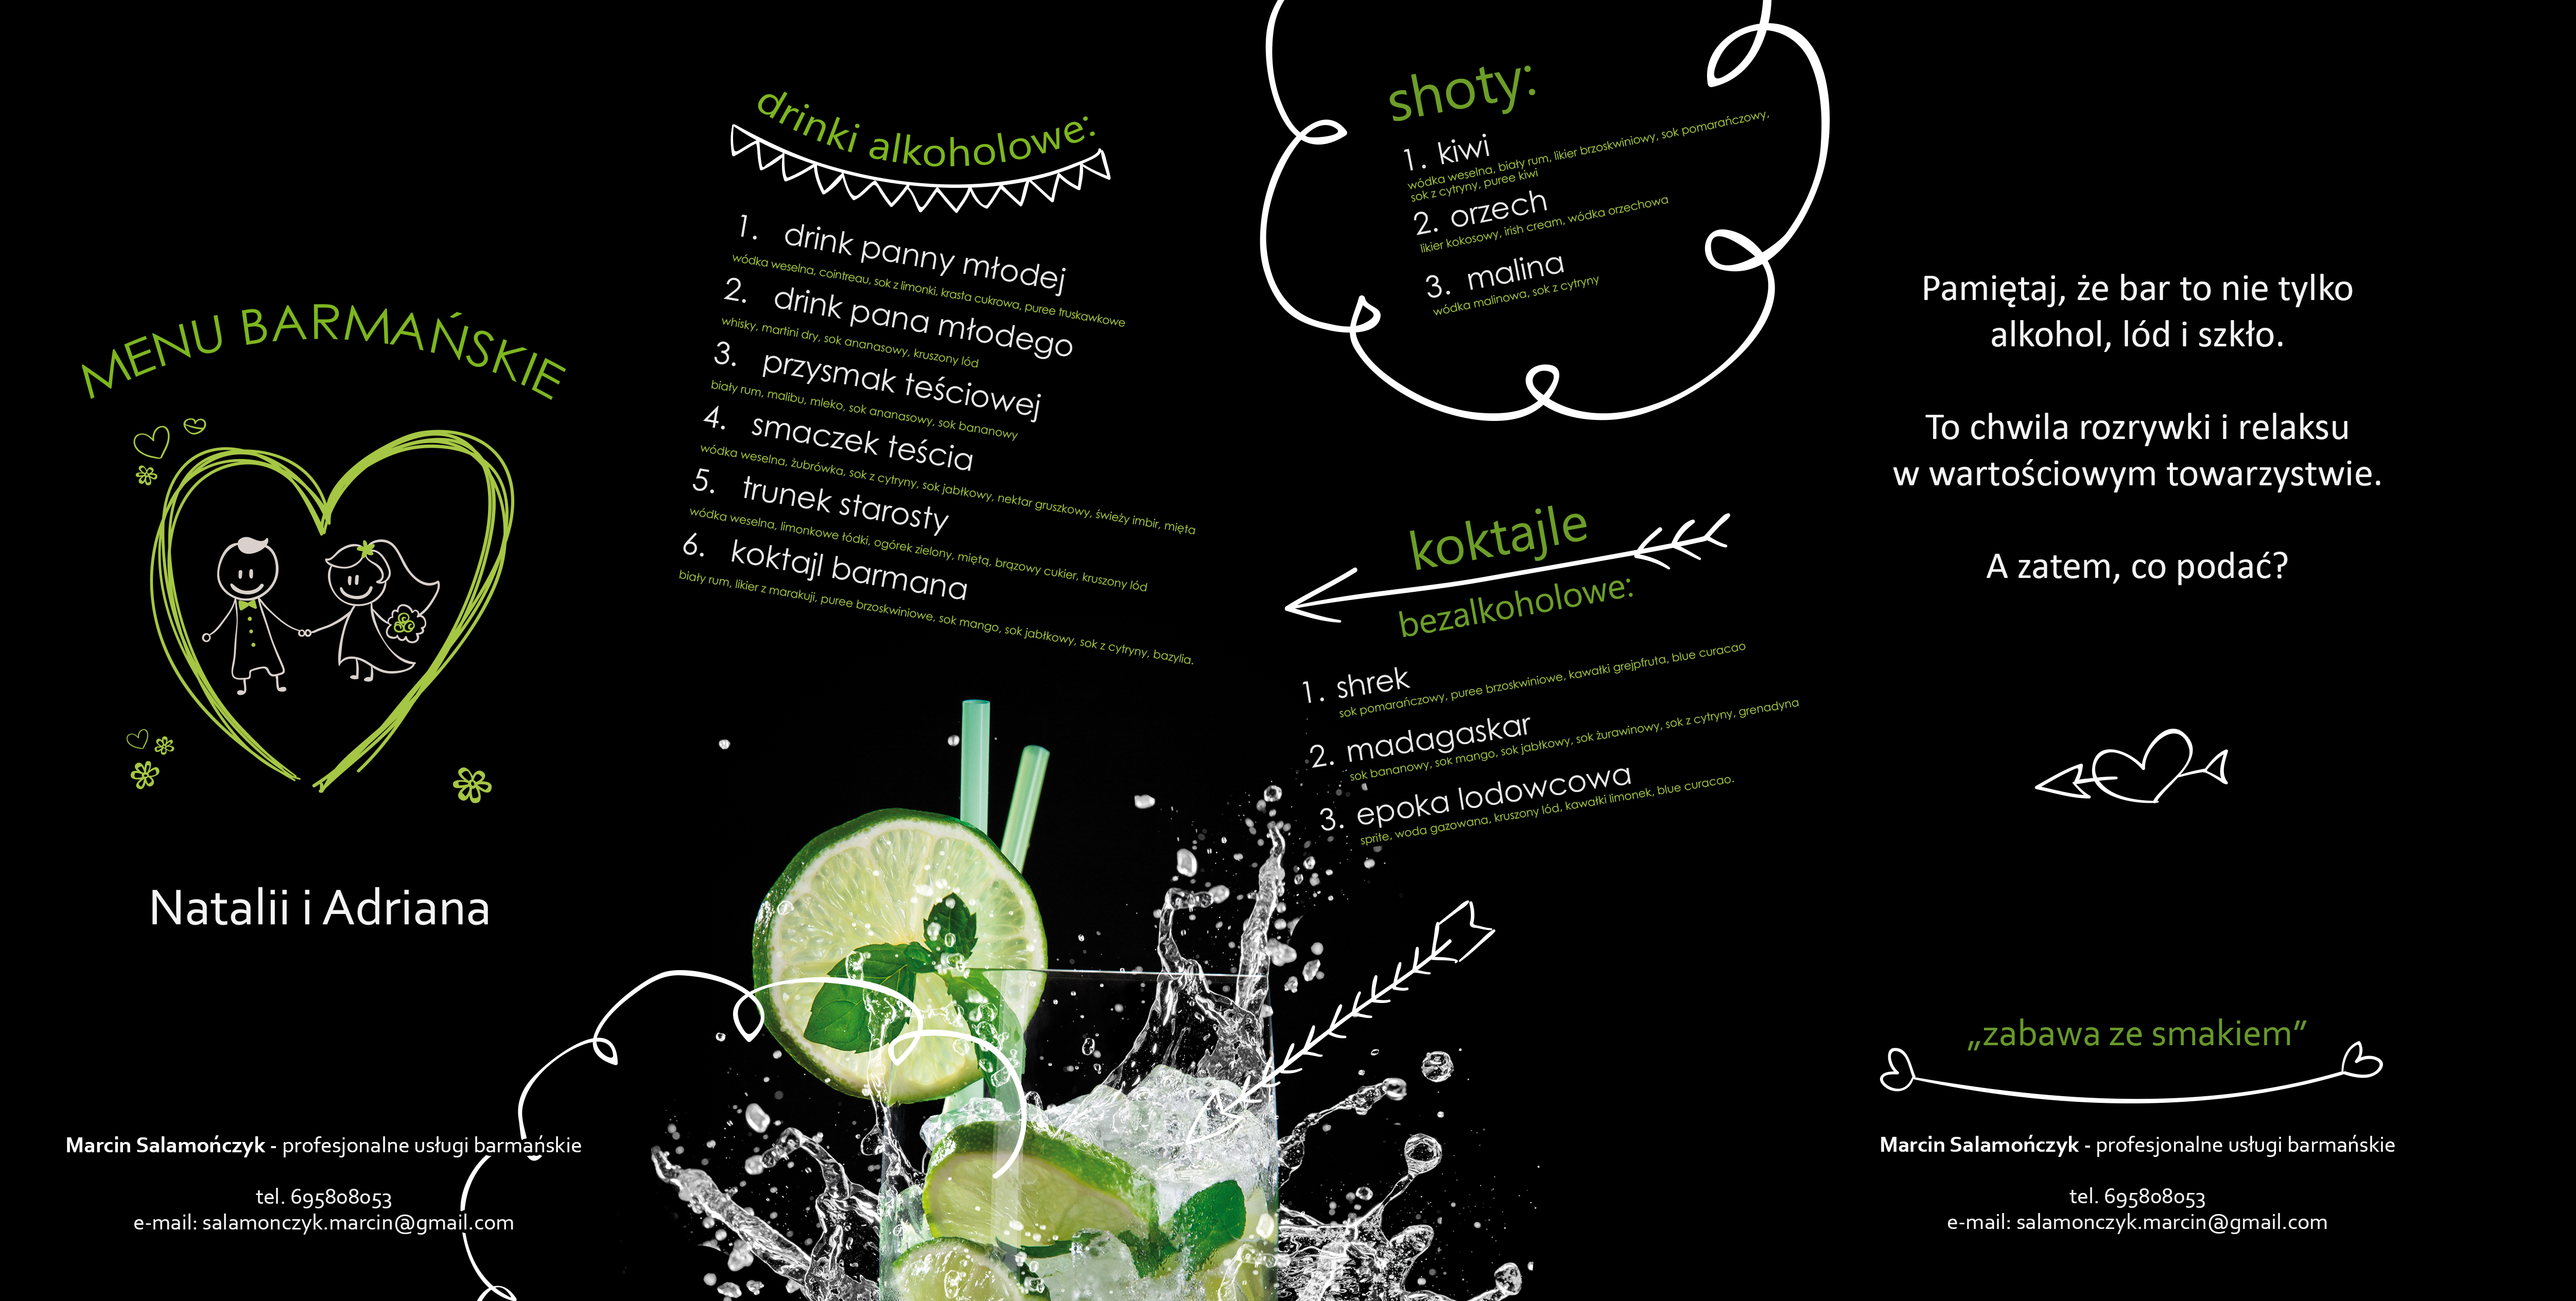 MENU BARMAŃSKIE
Natalii i Adriana
Marcin Salamończyk - profesjonalne usługi barmańskie
tel. 695808053
e-mail: salamonczyk.marcin@gmail.com
drinki alkoholowe:
1. drink panny młodej
wódka weselna, cointreau, sok z limonki, krasta cukrowa, puree truskawkowe
2. drink pana młodego
whisky, martini dry, sok ananasowy, kruszony lód
3. przysmak teściowej
biały rum, malibu, mleko, sok ananasowy, sok bananowy
4. smaczek teścia
wódka weselna, żubrówka, sok z cytryny, sok jabłkowy, nektar gruszkowy, świeży imbir, mięta
5. trunek starosty
wódka weselna, limonkowe łódki, ogórek zielony, miętą, brązowy cukier, kruszony lód
6. koktajl barmana
biały rum, likier z marakuji, puree brzoskwiniowe, sok mango, sok jabłkowy, sok z cytryny, bazylia.
shoty:
1. kiwi
wódka weselna, biały rum, likier brzoskwiniowy, sok pomarańczowy,
sok z cytryny, puree kiwi
2. orzech
likier kokosowy, irish cream, wódka orzechowa
3. malina
wódka malinowa, sok z cytryny
koktajle
bezalkoholowe:
1. shrek
sok pomarańczowy, puree brzoskwiniowe, kawałki grejpfruta, blue curacao
2. madagaskar
sok bananowy, sok mango, sok jabłkowy, sok żurawinowy, sok z cytryny, grenadyna
3. epoka lodowcowa
sprite, woda gazowana, kruszony lód, kawałki limonek, blue curacao.
Pamiętaj, że bar to nie tylko
alkohol, lód i szkło.
To chwila rozrywki i relaksu
w wartościowym towarzystwie.
A zatem, co podać?
„zabawa ze smakiem”
Marcin Salamończyk - profesjonalne usługi barmańskie
tel. 695808053
e-mail: salamonczyk.marcin@gmail.com